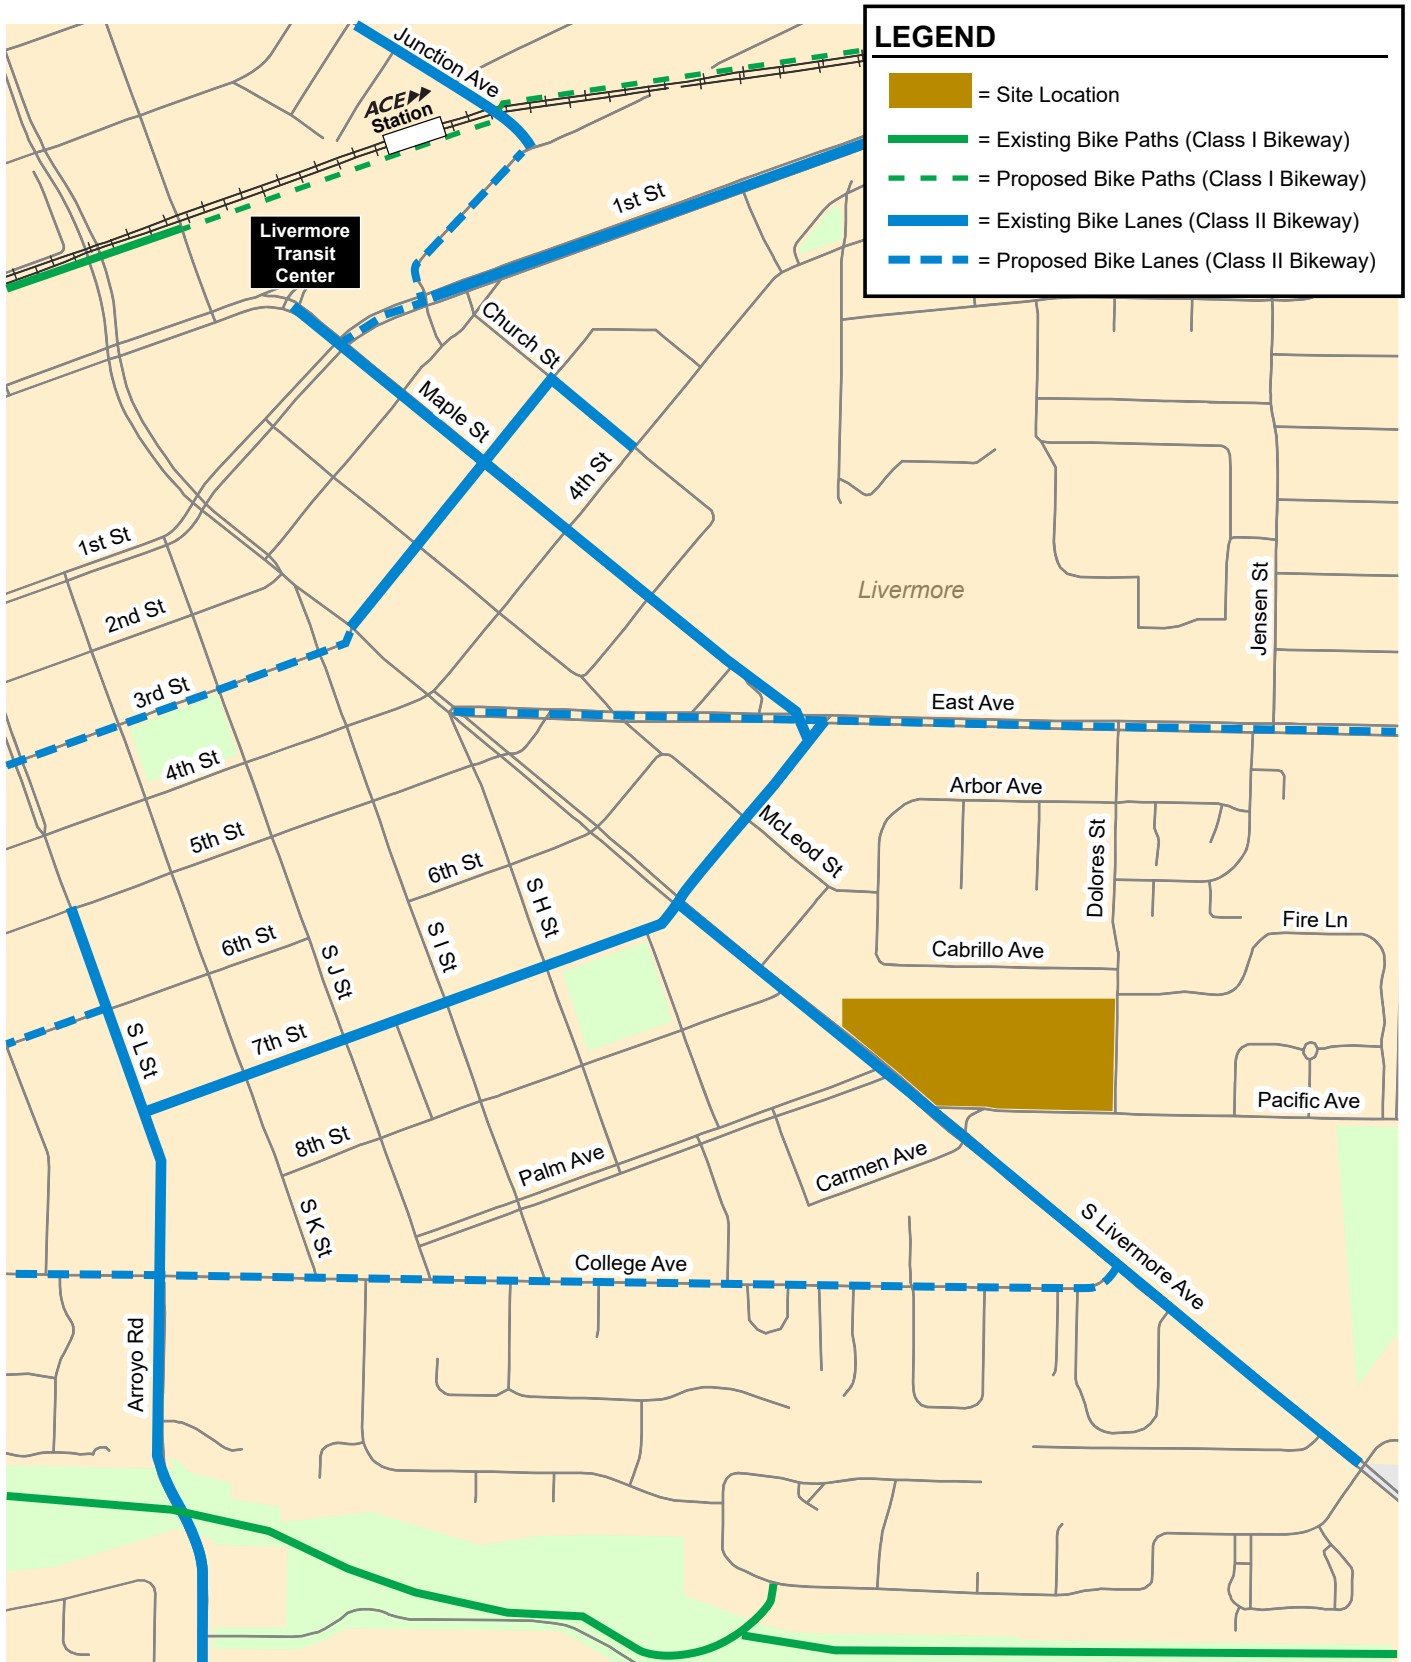 LEGEND
= Site Location
= Existing Bike Paths (Class I Bikeway)
= Proposed Bike Paths (Class I Bikeway)
= Existing Bike Lanes (Class II Bikeway)
= Proposed Bike Lanes (Class II Bikeway)
Junction Ave
ACE
Station
1st St
Livermore
Transit
Center
Church St
Maple St
4th St
1st St
2nd St
Livermore
Jensen St
3rd St
East Ave
4th St
Arbor Ave
5th St
McLeod St
Dolores St
6th St
S H St
Fire Ln
6th St
S I St
Cabrillo Ave
S J St
S L St
7th St
Pacific Ave
8th St
Palm Ave
Carmen Ave
S K St
S Livermore Ave
College Ave
Arroyo Rd